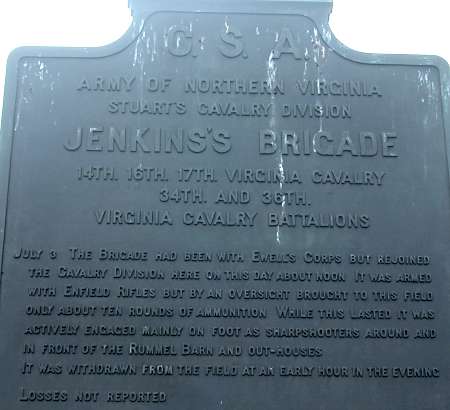 C. S. A.
ARMY OF NORTHERN VIRGINIA
STUART'S CAVALRY DIVISION
JENKINS'S BRIGADE
14TH. 16TH. 17TH. VIRGINIA CAVALRY
34TH. AND 36TH.
VIRGINIA CAVALRY BATTALIONS
JULY 3 THE BRIGADE HAD BEEN WITH EWELL'S CORPS BUT REJOINED
THE CAVALRY DIVISION HERE ON THIS DAY ABOUT NOON IT WAS ARMED
WITH ENFIELD RIFLES BUT BY AN OVERSIGHT BROUGHT TO THIS FIELD
ONLY ABOUT TEN ROUNDS OF AMMUNITION WHILE THIS LASTED IT WAS
ACTIVELY ENGAGED MAINLY ON FOOT AS SHARPSHOOTERS AROUND AND
IN FRONT OF THE RUMMEL BARN AND OUT-HOUSES
IT WAS WITHDRAWN FROM THE FIELD AT AN EARLY HOUR IN THE EVENING
LOSSES NOT REPORTED